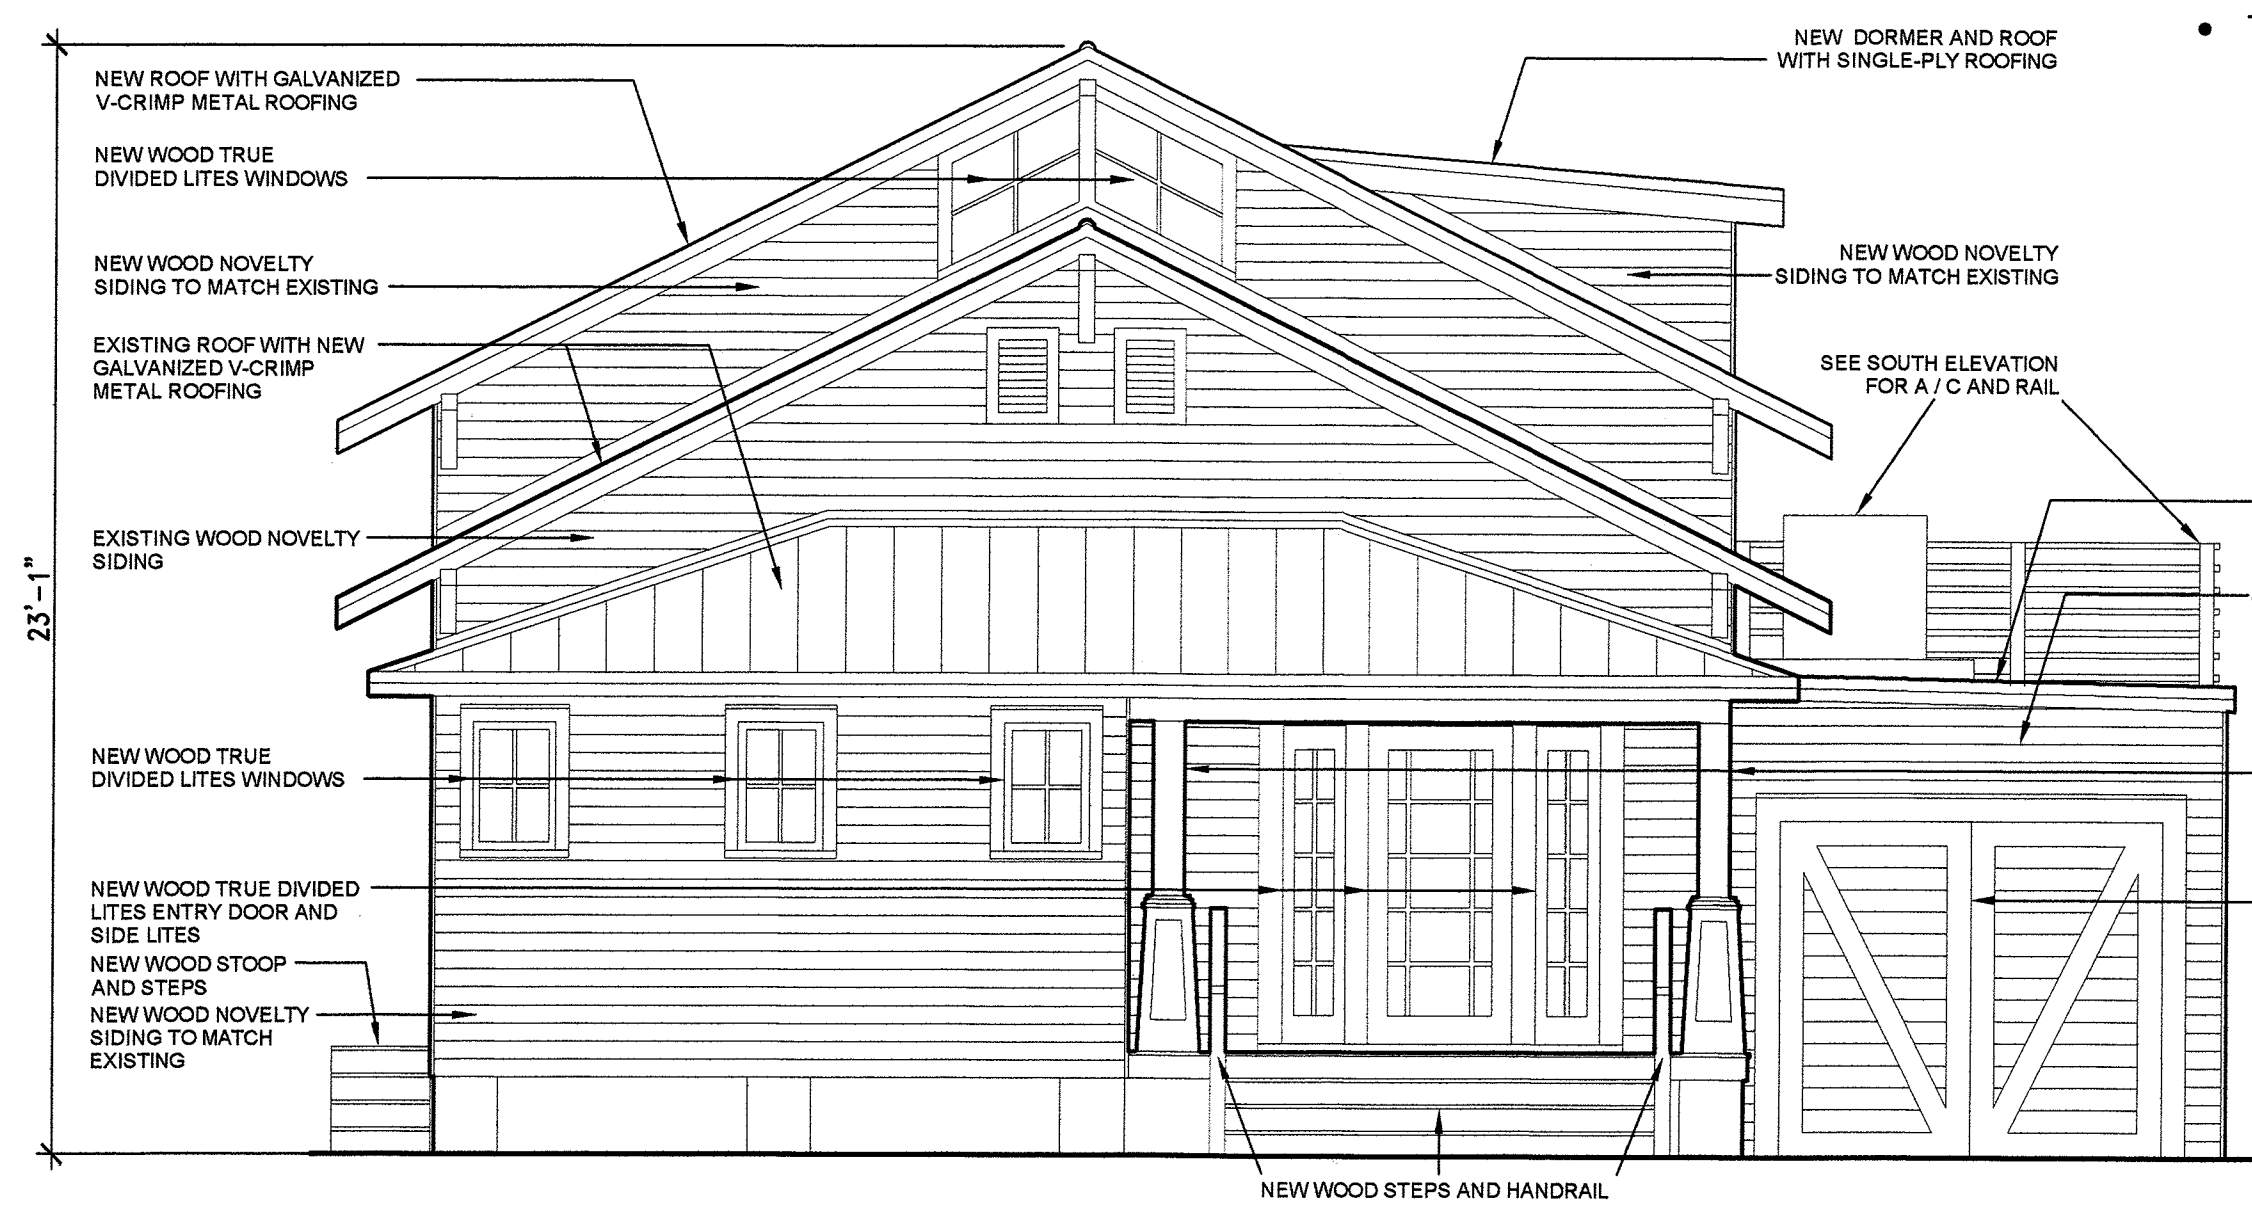 NEW ROOF WITH GALVANIZED
V-CRIMP METAL ROOFING
NEW WOOD TRUE
DIVIDED LITES WINDOWS
NEW WOOD NOVELTY
SIDING TO MATCH EXISTING
EXISTING ROOF WITH NEW
GALVANIZED V-CRIMP
METAL ROOFING
EXISTING WOOD NOVELTY
SIDING
23'-1"
NEW WOOD TRUE
DIVIDED LITES WINDOWS
NEW WOOD TRUE DIVIDED
LITES ENTRY DOOR AND
SIDE LITES
NEW WOOD STOOP
AND STEPS
NEW WOOD NOVELTY
SIDING TO MATCH
EXISTING
NEW DORMER AND ROOF
WITH SINGLE-PLY ROOFING
NEW WOOD NOVELTY
SIDING TO MATCH EXISTING
SEE SOUTH ELEVATION
FOR A / C AND RAIL
NEW WOOD STEPS AND HANDRAIL